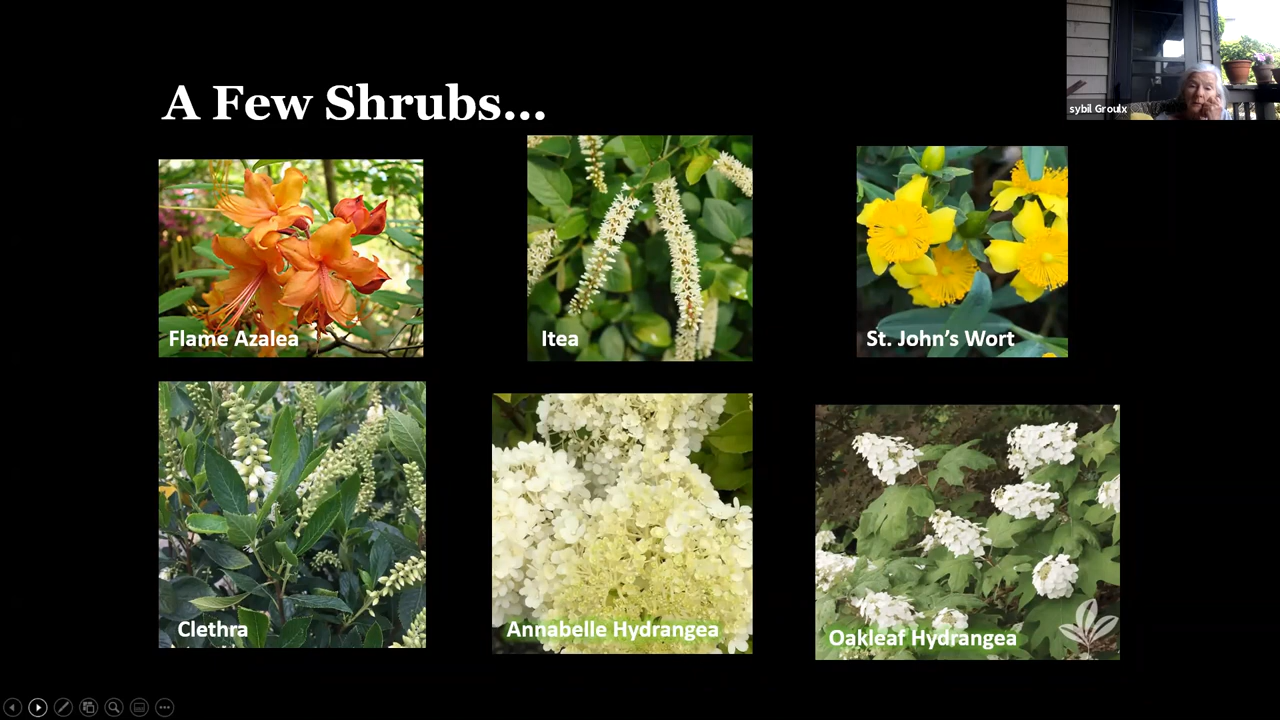 A Few Shrubs...
sybil Groulx
Flame Azalea
Itea
St. John's Wort
Clethra
Annabelle Hydrangea
Oakleaf Hydrangea